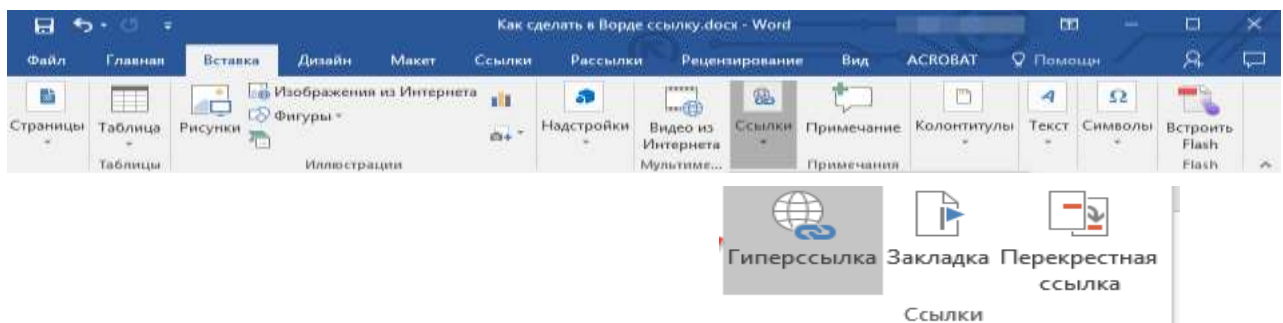 Как сделать в Ворде ссылку.docx - Word
Файл Главная Вставка Дизайн Макет Ссылки Рассылки Рецензирование Вид ACROBAT Помощн
Страницы Таблица Рисунки Изображения из Интернета Надстройки Видео из Ссылки Примечание Колонтитулы Текст Символы Встроить
Фигуры Интернета Flash
Таблицы Иллюстрации Мультиме... Примечания Flash
Гиперссылка Закладка Перекрестная
ссылка
Ссылки